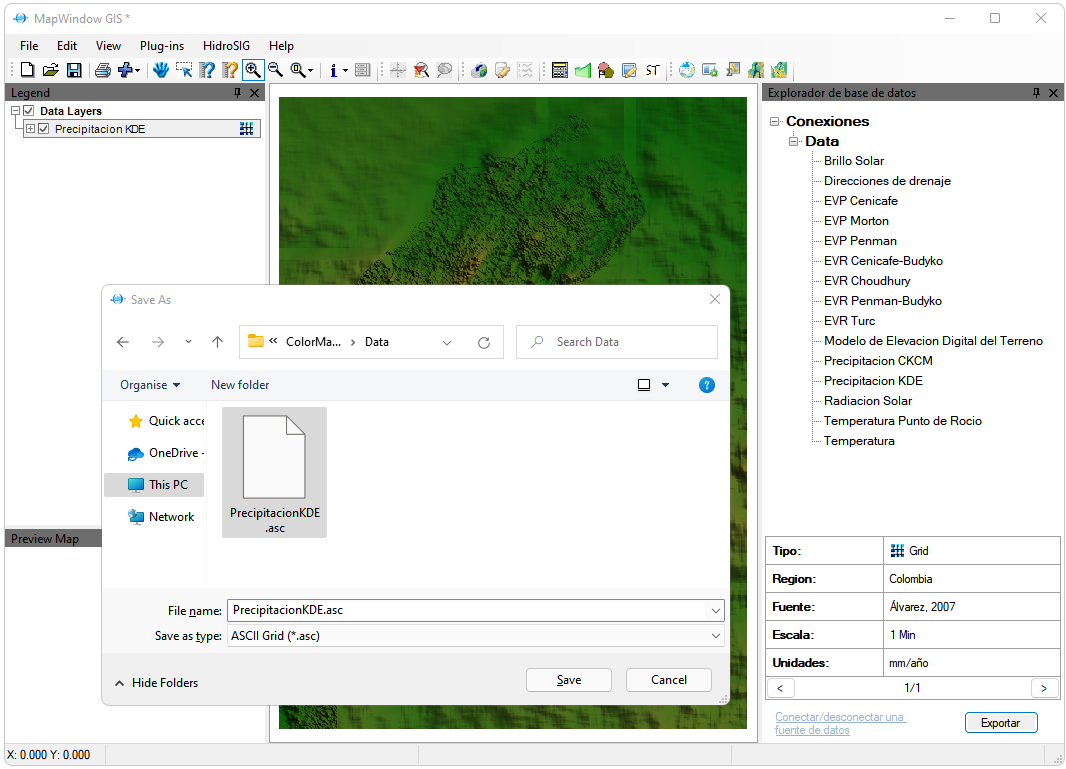 MapWindow GIS *
File Edit View Plug-ins HidroSIG Help
i ST
Legend
Data Layers
Precipitacion KDE
Preview Map
Explorador de base de datos
Conexiones
Data
Brillo Solar
Direcciones de drenaje
EVP Cenicafe
EVP Morton
EVP Penman
EVR Cenicafe-Budyko
EVR Choudhury
EVR Penman-Budyko
EVR Turc
Modelo de Elevacion Digital del Terreno
Precipitacion CKCM
Precipitacion KDE
Radiacion Solar
Temperatura Punto de Rocio
Temperatura
Tipo: Grid
Region: Colombia
Fuente: Álvarez, 2007
Escala: 1 Min
Unidades: mm/año
< 1/1 >
Conectar/desconectar una
fuente de datos
Exportar
Save As
« ColorMa... › Data
Search Data
Organise New folder
?
Quick acce
OneDrive -
This PC
Network
PrecipitacionKDE
.asc
File name: PrecipitacionKDE.asc
Save as type: ASCII Grid (*.asc)
Hide Folders
Save Cancel
X: 0.000 Y: 0.000